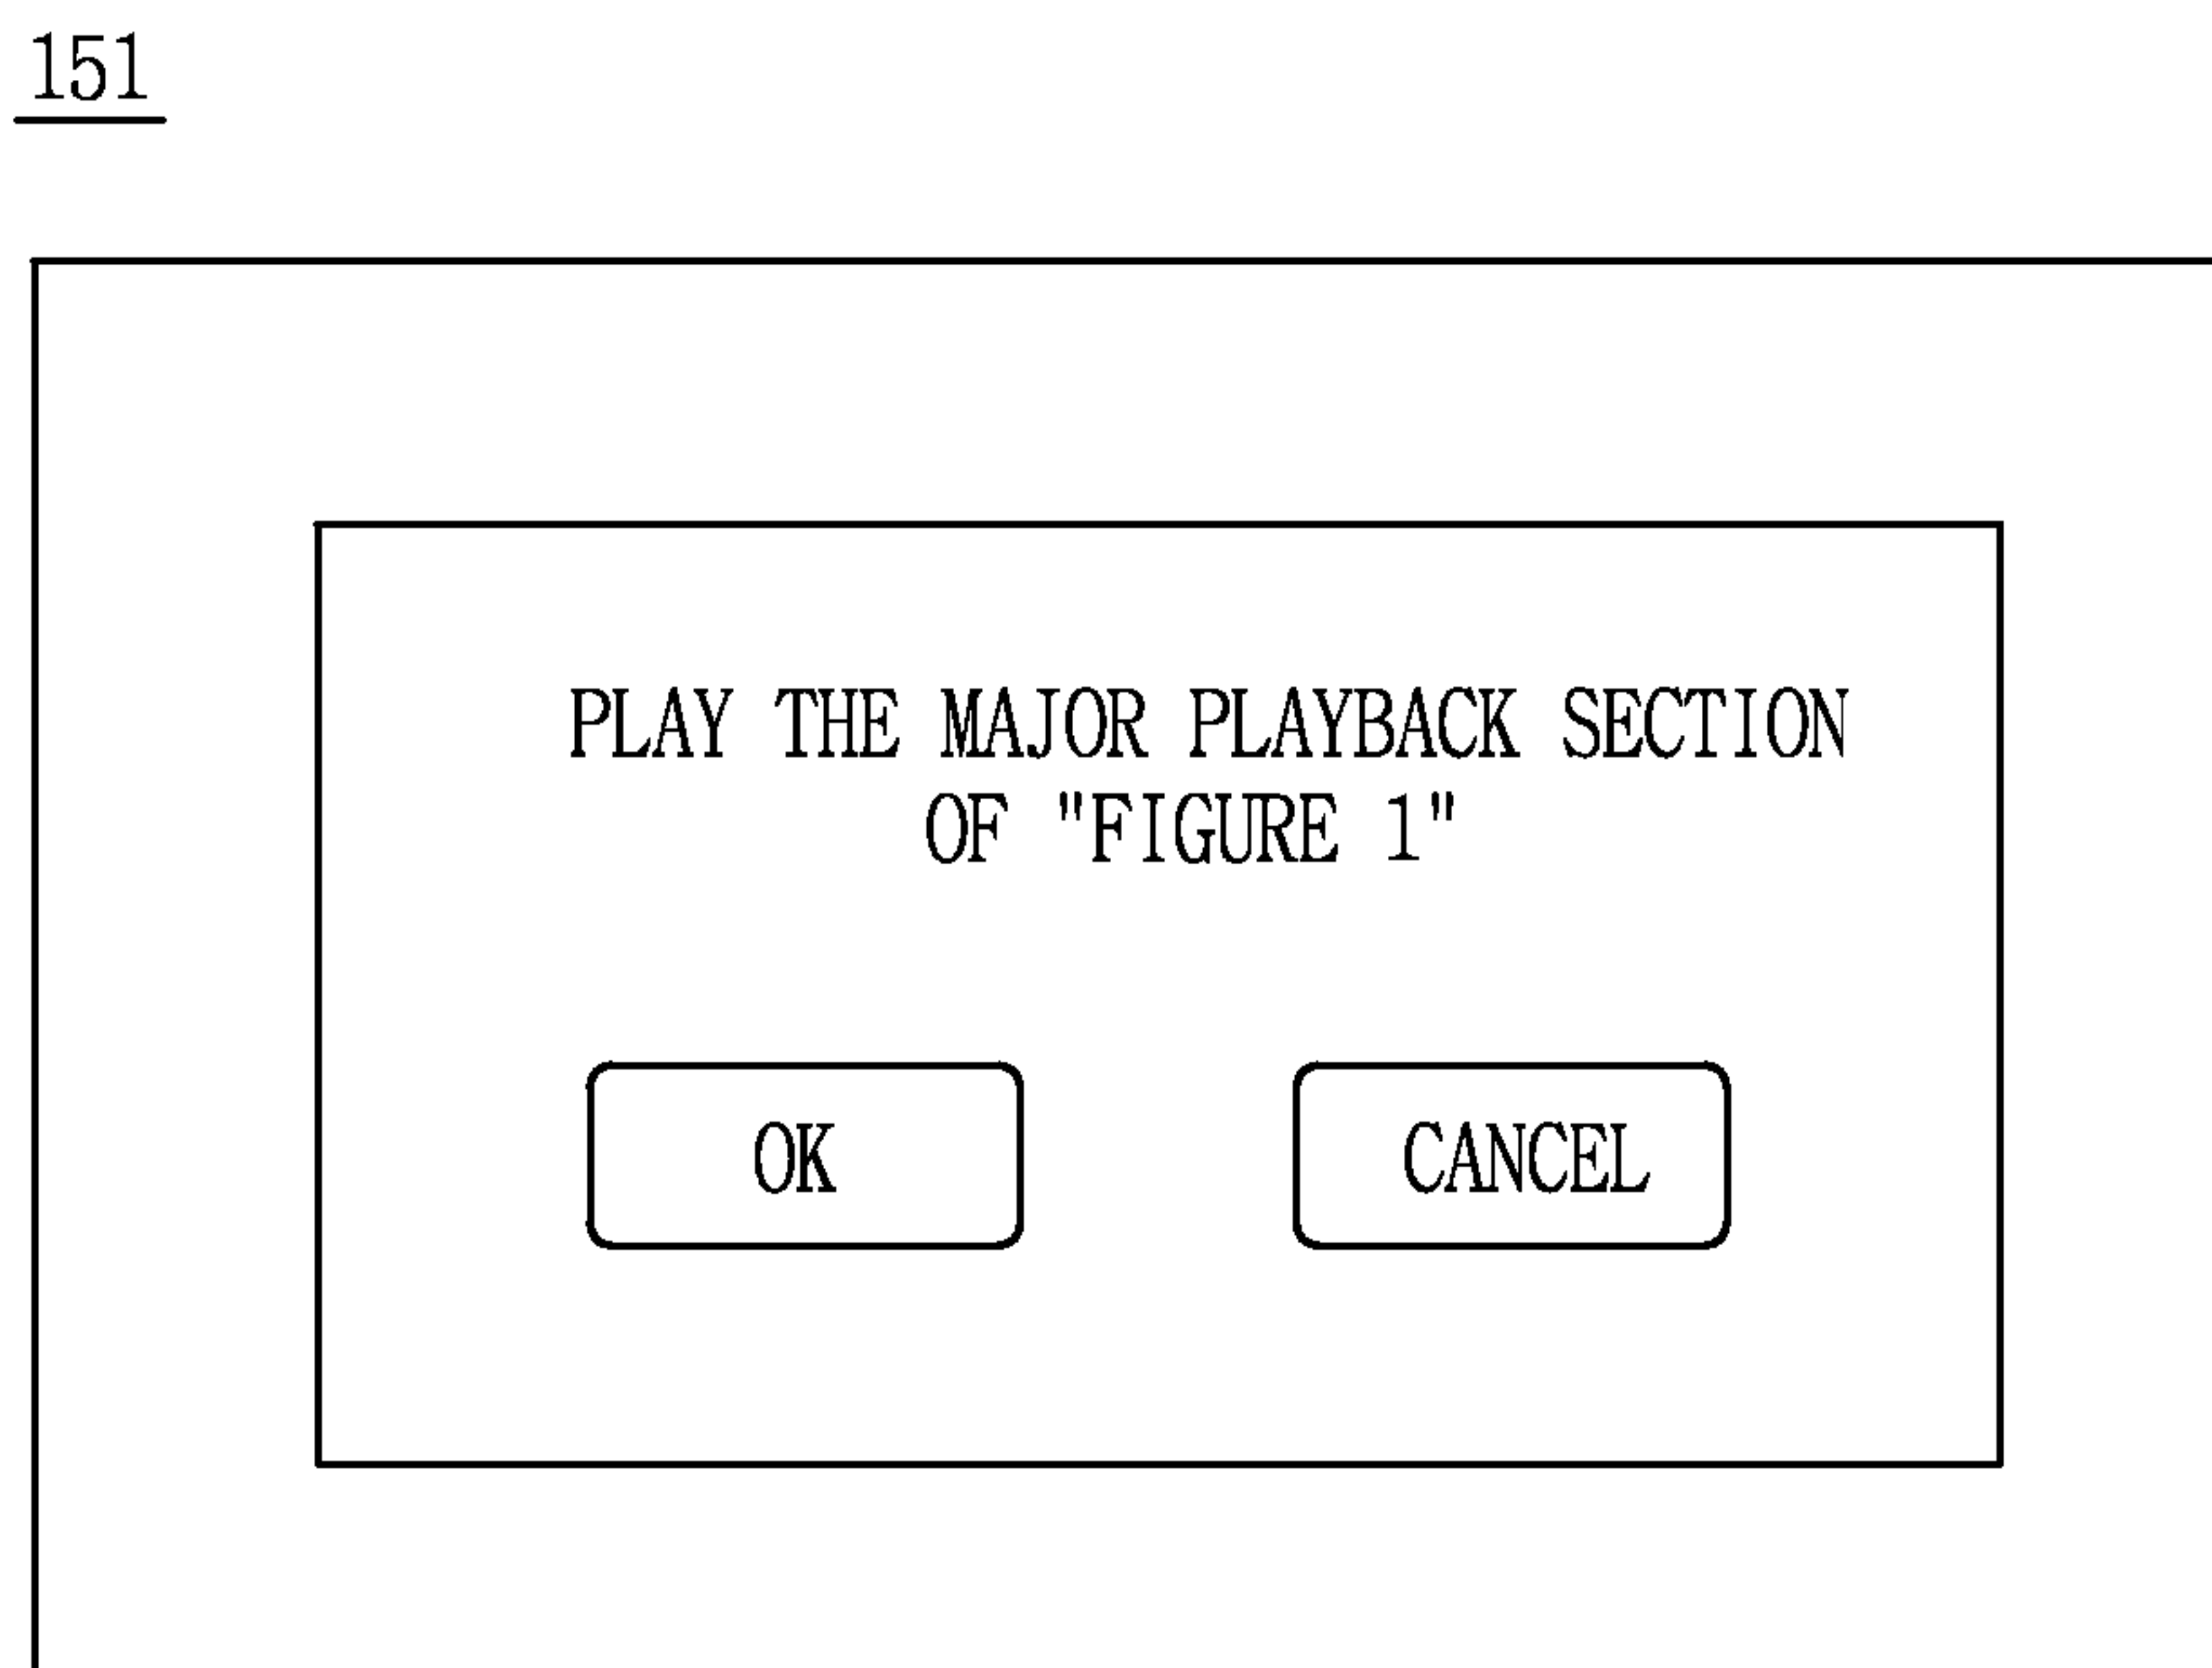 151
PLAY THE MAJOR PLAYBACK SECTION
OF "FIGURE 1"
OK
CANCEL